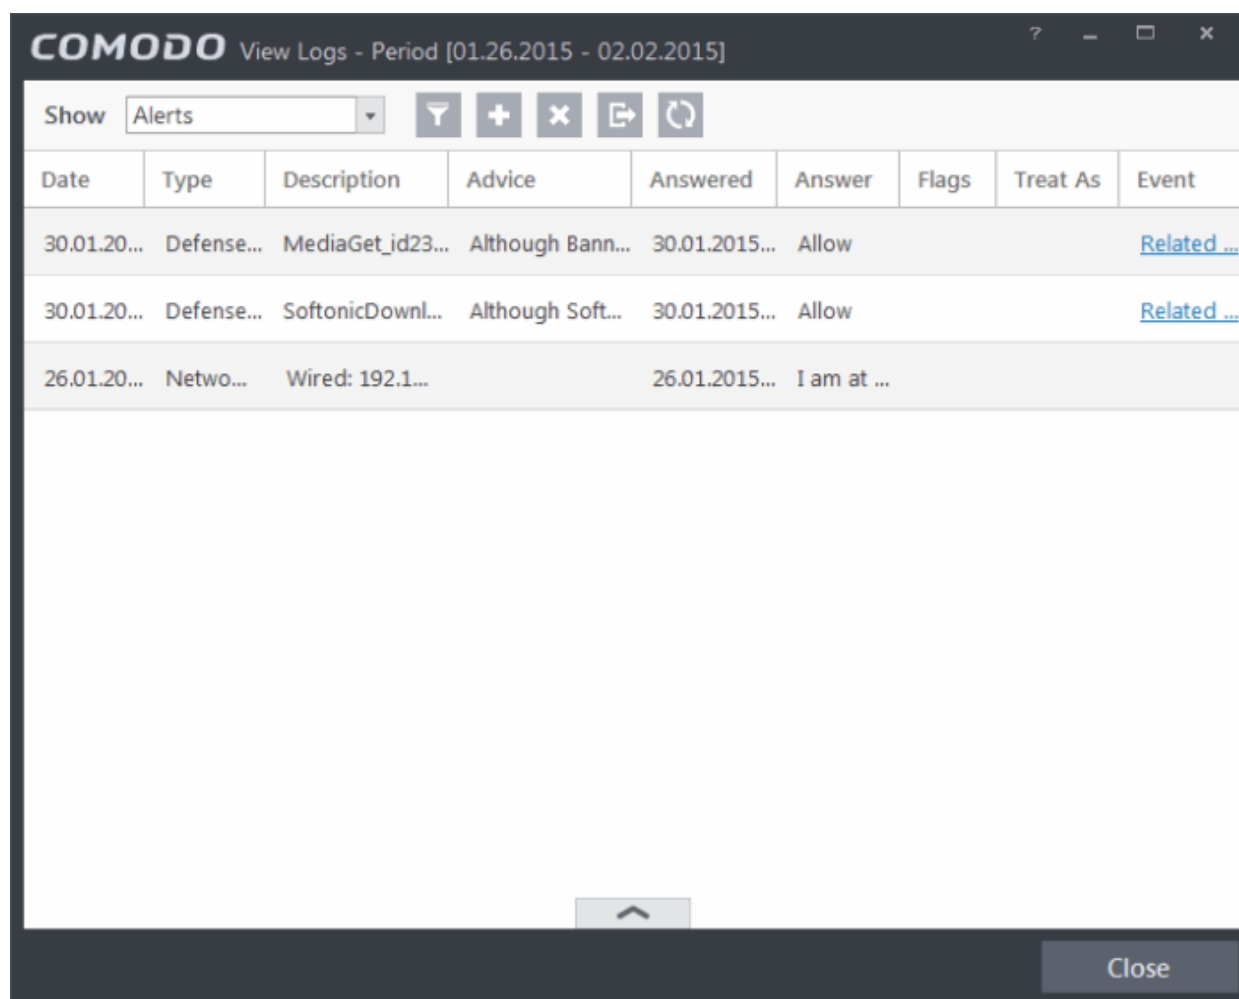 COMODO View Logs - Period [01.26.2015 - 02.02.2015] ?
Show Alerts
Date Type Description Advice Answered Answer Flags Treat As Event
30.01.20... Defense... MediaGet_id23... Although Bann... 30.01.2015... Allow Related ...
30.01.20... Defense... SoftonicDownl... Although Soft... 30.01.2015... Allow Related ...
26.01.20... Netwo... Wired: 192.1... 26.01.2015... I am at ...
Close